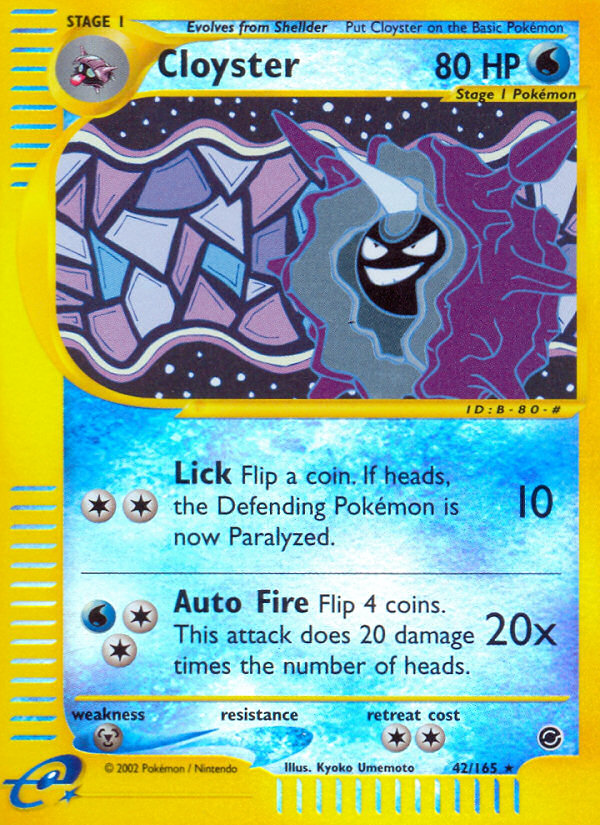 STAGE 1
Evolves from Shellder Put Cloyster on the Basic Pokémon
Cloyster 80 HP
Stage 1 Pokémon
ID:B-80-#
Lick Flip a coin. If heads,
the Defending Pokémon is
now Paralyzed.
10
Auto Fire Flip 4 coins.
This attack does 20 damage
times the number of heads.
20x
weakness resistance retreat cost
© 2002 Pokémon / Nintendo Illus. Kyoko Umemoto 42/165 ★